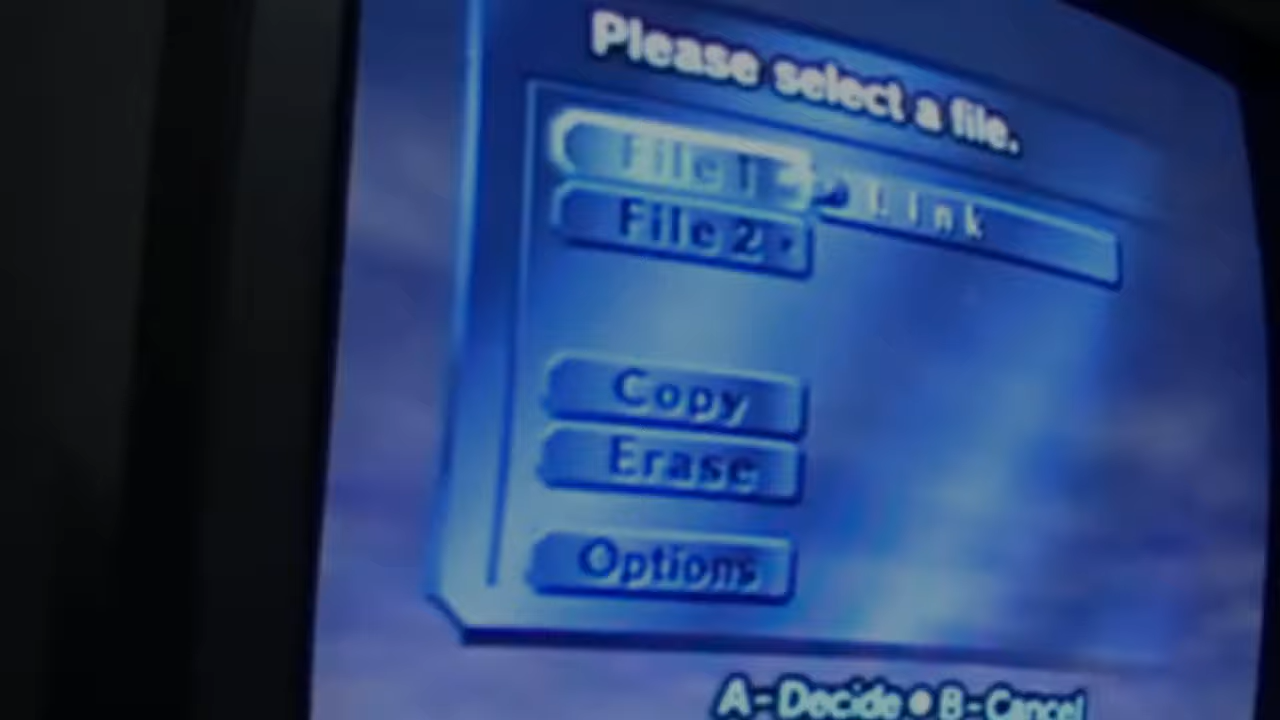 Please select a file.
File 1 Link
File 2
Copy
Erase
Options
A-Decide●B-Cancel